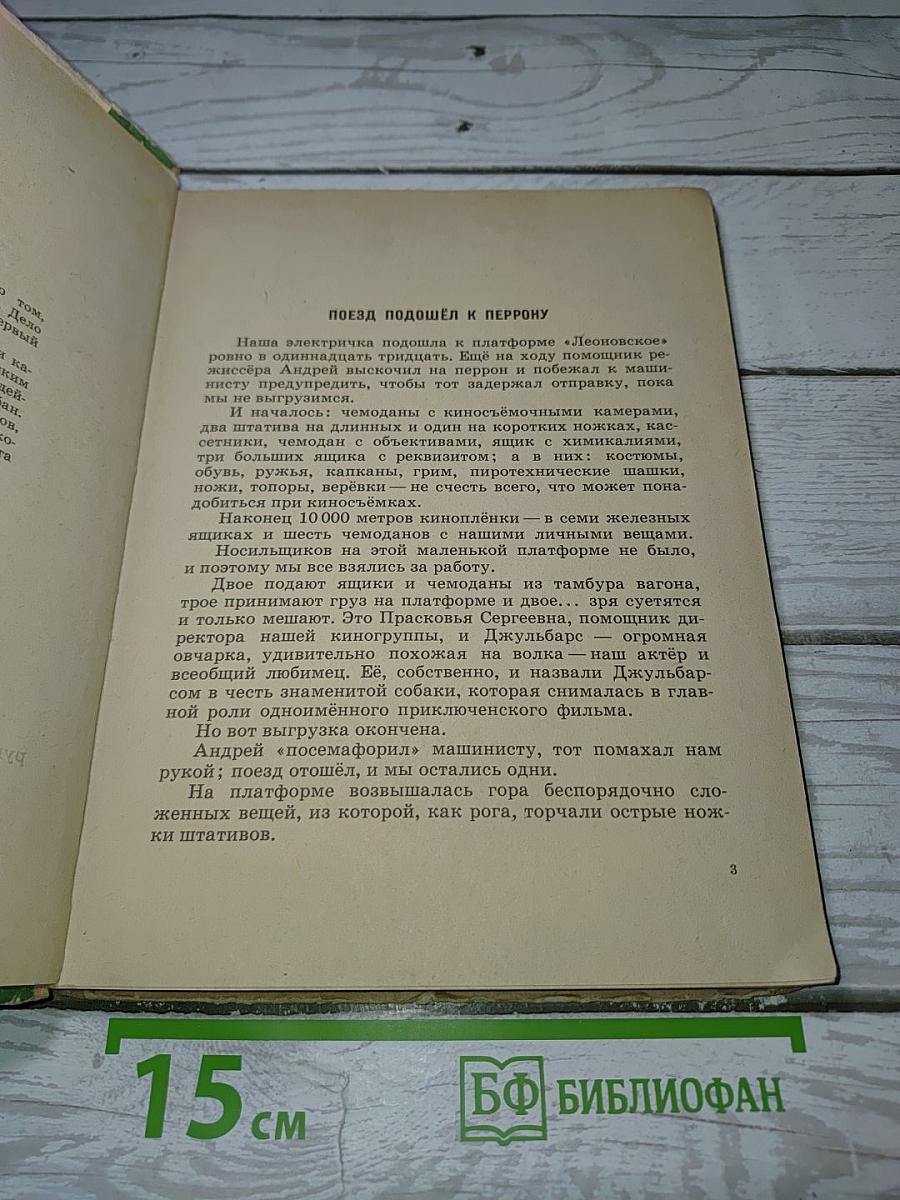 о том,
Дело
ервый
ка-
ким
дей-
бан.
ов,
ко-
та
ПОЕЗД ПОДОШЁЛ К ПЕРРОНУ
Наша электричка подошла к платформе «Леоновское»
ровно в одиннадцать тридцать. Ещё на ходу помощник ре-
жиссёра Андрей выскочил на перрон и побежал к маши-
нисту предупредить, чтобы тот задержал отправку, пока
мы не выгрузимся.
И началось: чемоданы с киносъёмочными камерами,
два штатива на длинных и один на коротких ножках, кас-
сетники, чемодан с объективами, ящик с химикалиями,
три больших ящика с реквизитом; а в них: костюмы,
обувь, ружья, капканы, грим, пиротехнические шашки,
ножи, топоры, верёвки — не счесть всего, что может пона-
добиться при киносъёмках.
Наконец 10 000 метров киноплёнки — в семи железных
ящиках и шесть чемоданов с нашими личными вещами.
Носильщиков на этой маленькой платформе не было,
и поэтому мы все взялись за работу.
Двое подают ящики и чемоданы из тамбура вагона,
трое принимают груз на платформе и двое... зря суетятся
и только мешают. Это Прасковья Сергеевна, помощник ди-
ректора нашей киногруппы, и Джульбарс — огромная
овчарка, удивительно похожая на волка — наш актёр и
всеобщий любимец. Её, собственно, и назвали Джульбар-
сом в честь знаменитой собаки, которая снималась в глав-
ной роли одноимённого приключенского фильма.
Но вот выгрузка окончена.
Андрей «посемафорил» машинисту, тот помахал нам
рукой; поезд отошёл, и мы остались одни.
На платформе возвышалась гора беспорядочно сло-
женных вещей, из которой, как рога, торчали острые нож-
ки штативов.
3
15 см
БФ БИБЛИОФАН